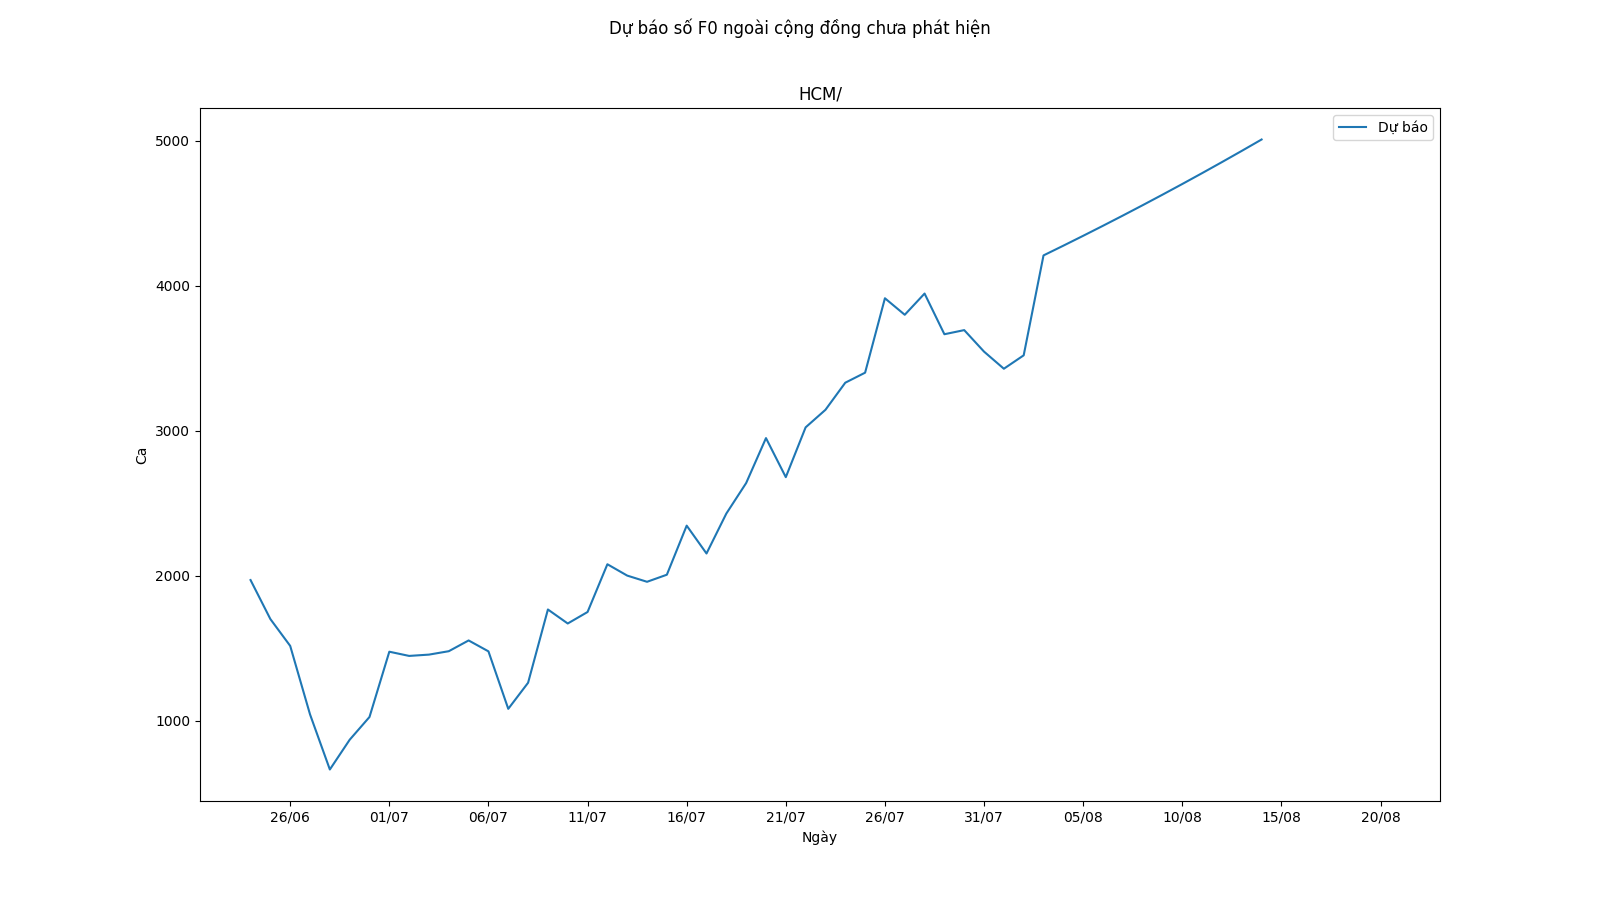 Dự báo số F0 ngoài cộng đồng chưa phát hiện
HCM/
Dự báo
5000
4000
3000
2000
1000
Ca
26/06 01/07 06/07 11/07 16/07 21/07 26/07 31/07 05/08 10/08 15/08 20/08
Ngày